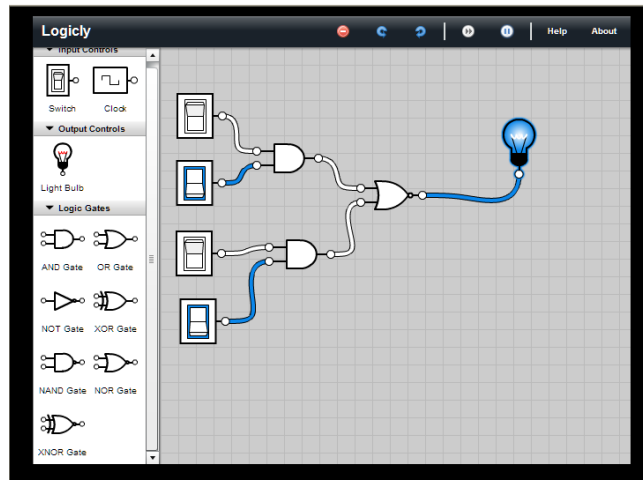 Logicly
Help
About
Input Controls
Switch
Clock
Output Controls
Light Bulb
Logic Gates
AND Gate
OR Gate
NOT Gate
XOR Gate
NAND Gate
NOR Gate
XNOR Gate